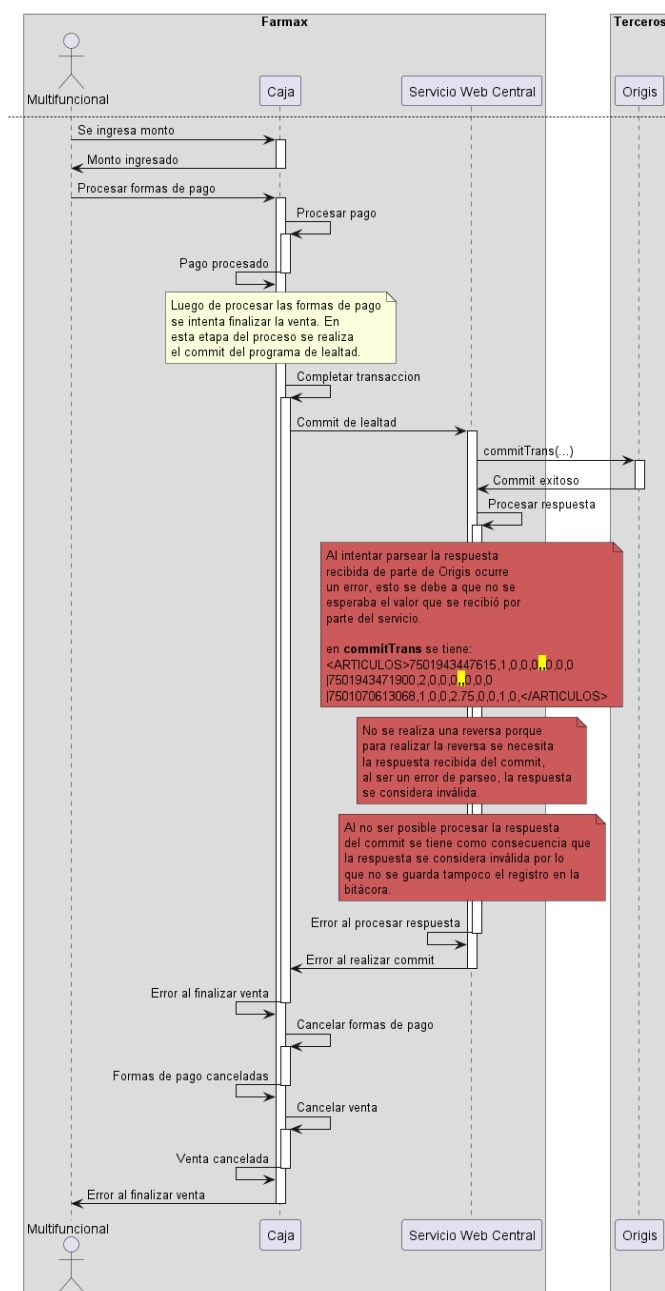 Farmax
Terceros
Multifuncional
Caja
Servicio Web Central
Origis
Se ingresa monto
Monto ingresado
Procesar formas de pago
Procesar pago
Pago procesado
Luego de procesar las formas de pago
se intenta finalizar la venta. En
esta etapa del proceso se realiza
el commit del programa de lealtad.
Completar transaccion
Commit de lealtad
commitTrans(...)
Commit exitoso
Procesar respuesta
Al intentar parsear la respuesta
recibida de parte de Origis ocurre
un error, esto se debe a que no se
esperaba el valor que se recibió por
parte del servicio.
en commitTrans se tiene:
<ARTICULOS>7501943447615,1,0,0,0,,0,0,0
|7501943471900,2,0,0,0,,0,0,0
|7501070613068,1,0,0,2.75,0,0,1,0,</ARTICULOS>
No se realiza una reversa porque
para realizar la reversa se necesita
la respuesta recibida del commit,
al ser un error de parseo, la respuesta
se considera inválida.
Al no ser posible procesar la respuesta
del commit se tiene como consecuencia que
la respuesta se considera inválida por lo
que no se guarda tampoco el registro en la
bitácora.
Error al procesar respuesta
Error al realizar commit
Error al finalizar venta
Cancelar formas de pago
Formas de pago canceladas
Cancelar venta
Venta cancelada
Error al finalizar venta
Multifuncional
Caja
Servicio Web Central
Origis